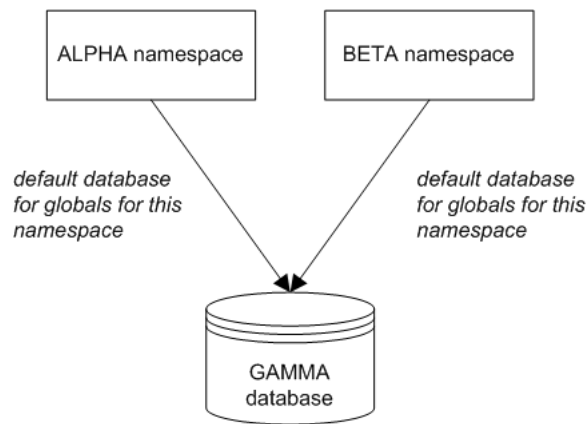 ALPHA namespace
BETA namespace
default database
for globals for this
namespace
default database
for globals for this
namespace
GAMMA
database